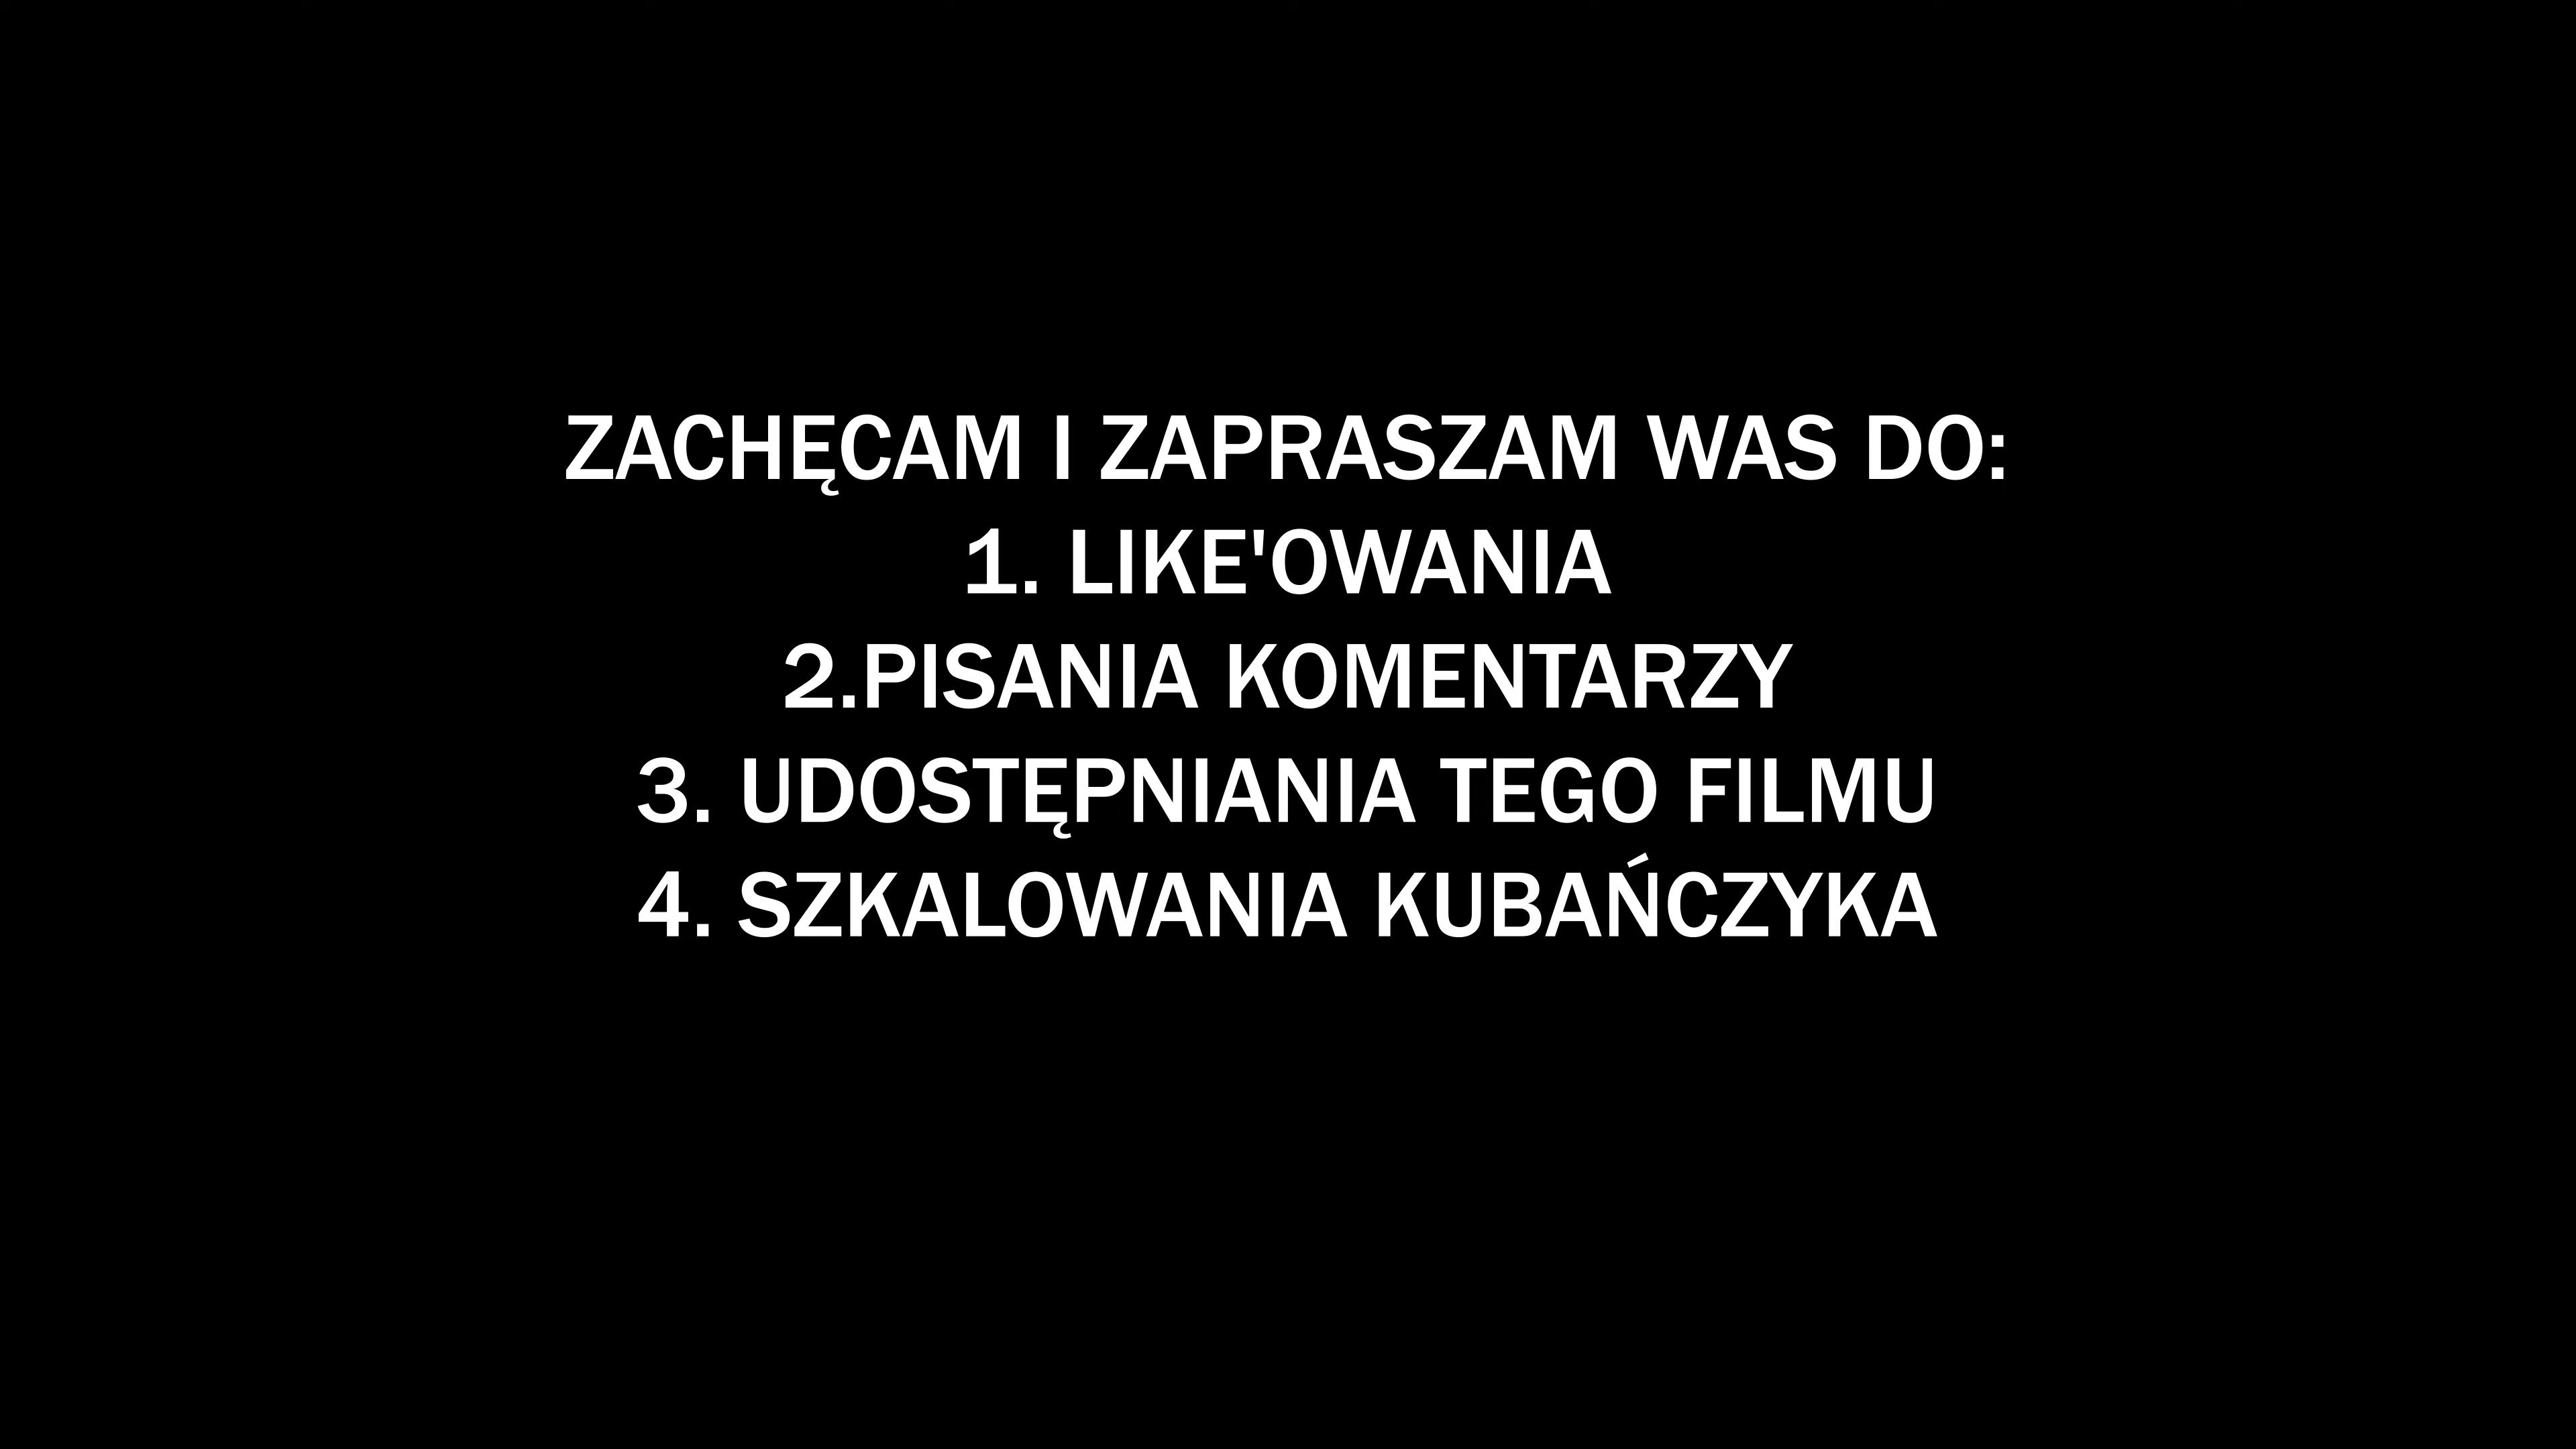 ZACHĘCAM I ZAPRASZAM WAS DO:
1. LIKE'OWANIA
2.PISANIA KOMENTARZY
3. UDOSTĘPNIANIA TEGO FILMU
4. SZKALOWANIA KUBAŃCZYKA